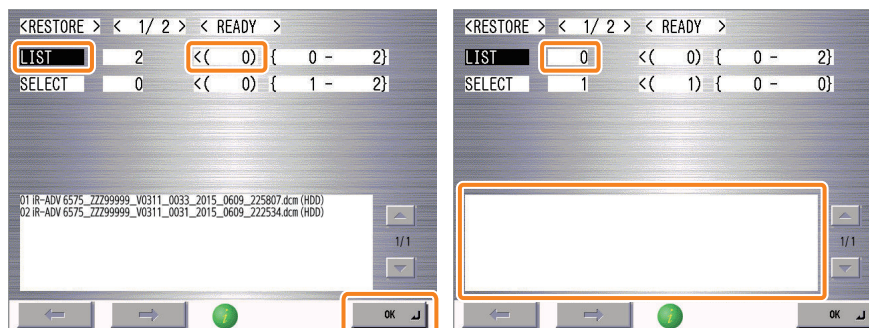 <RESTORE > < 1/ 2 > < READY >
LIST 2 <( 0) { 0 - 2}
SELECT 0 <( 0) { 1 - 2}
01 iR-ADV 6575_ZZZ99999_V0311_0033_2015_0609_225807.dcm (HDD)
02 iR-ADV 6575_ZZZ99999_V0311_0031_2015_0609_222534.dcm (HDD)
1/1
OK
<RESTORE > < 1/ 2 > < READY >
LIST 0 <( 0) { 0 - 2}
SELECT 1 <( 1) { 0 - 0}
1/1
OK